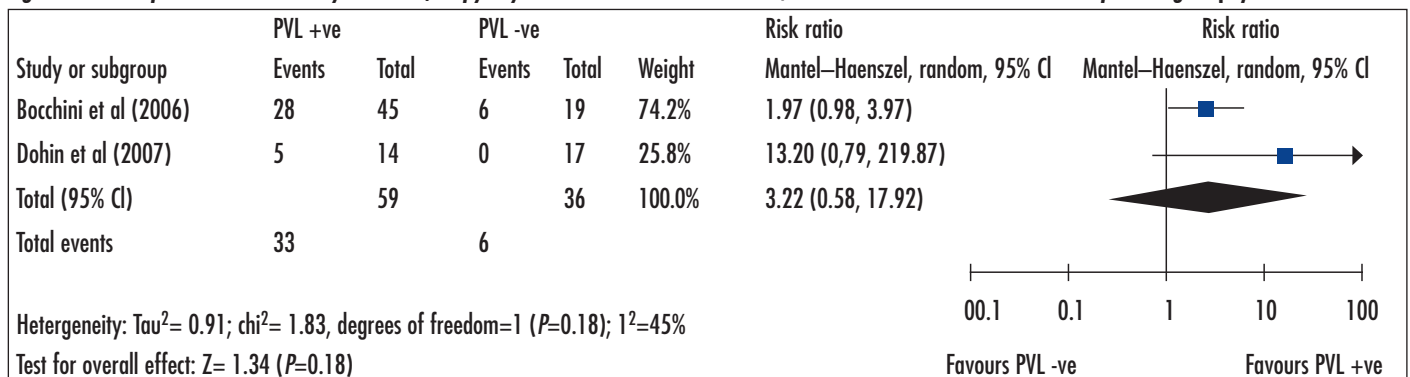 PVL +ve PVL -ve Risk ratio Risk ratio
Study or subgroup Events Total Events Total Weight Mantel–Haenszel, random, 95% Cl Mantel–Haenszel, random, 95% Cl
Bocchini et al (2006) 28 45 6 19 74.2% 1.97 (0.98, 3.97)
Dohin et al (2007) 5 14 0 17 25.8% 13.20 (0,79, 219.87)
Total (95% Cl) 59 36 100.0% 3.22 (0.58, 17.92)
Total events 33 6
00.1 0.1 1 10 100
Hetergeneity: Tau²= 0.91; chi²= 1.83, degrees of freedom=1 (P=0.18); 1²=45%
Test for overall effect: Z= 1.34 (P=0.18) Favours PVL -ve Favours PVL +ve